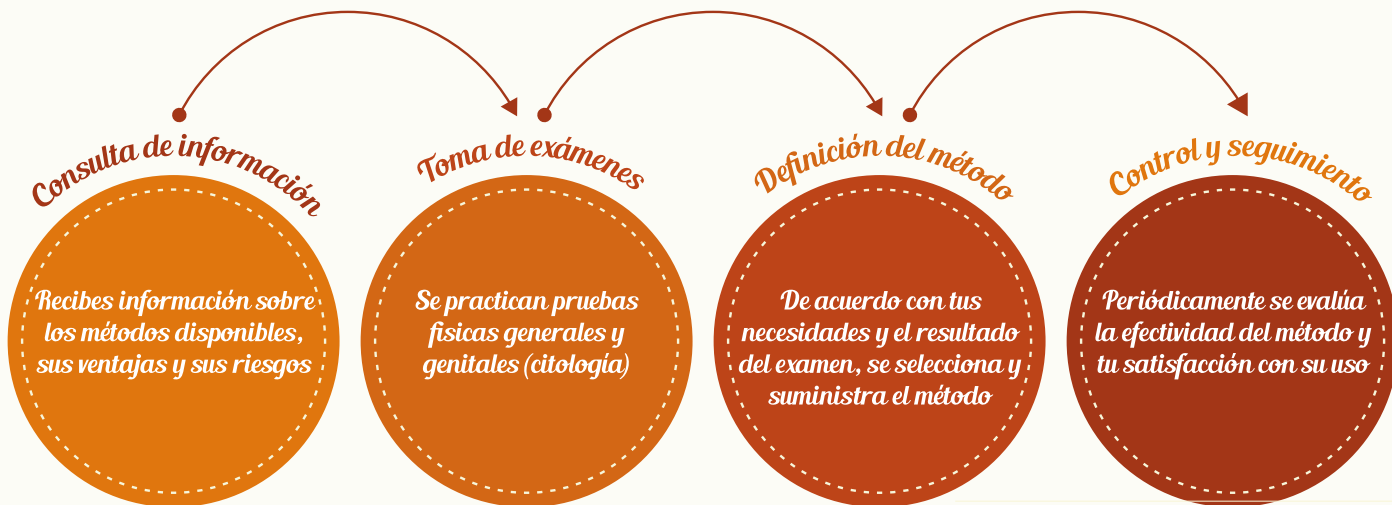 Consulta de información
Recibes información sobre
los métodos disponibles,
sus ventajas y sus riesgos
Toma de exámenes
Se practican pruebas
fisicas generales y
genitales (citología)
Definición del método
De acuerdo con tus
necesidades y el resultado
del examen, se selecciona y
suministra el método
Control y seguimiento
Periódicamente se evalúa
la efectividad del método y
tu satisfacción con su uso